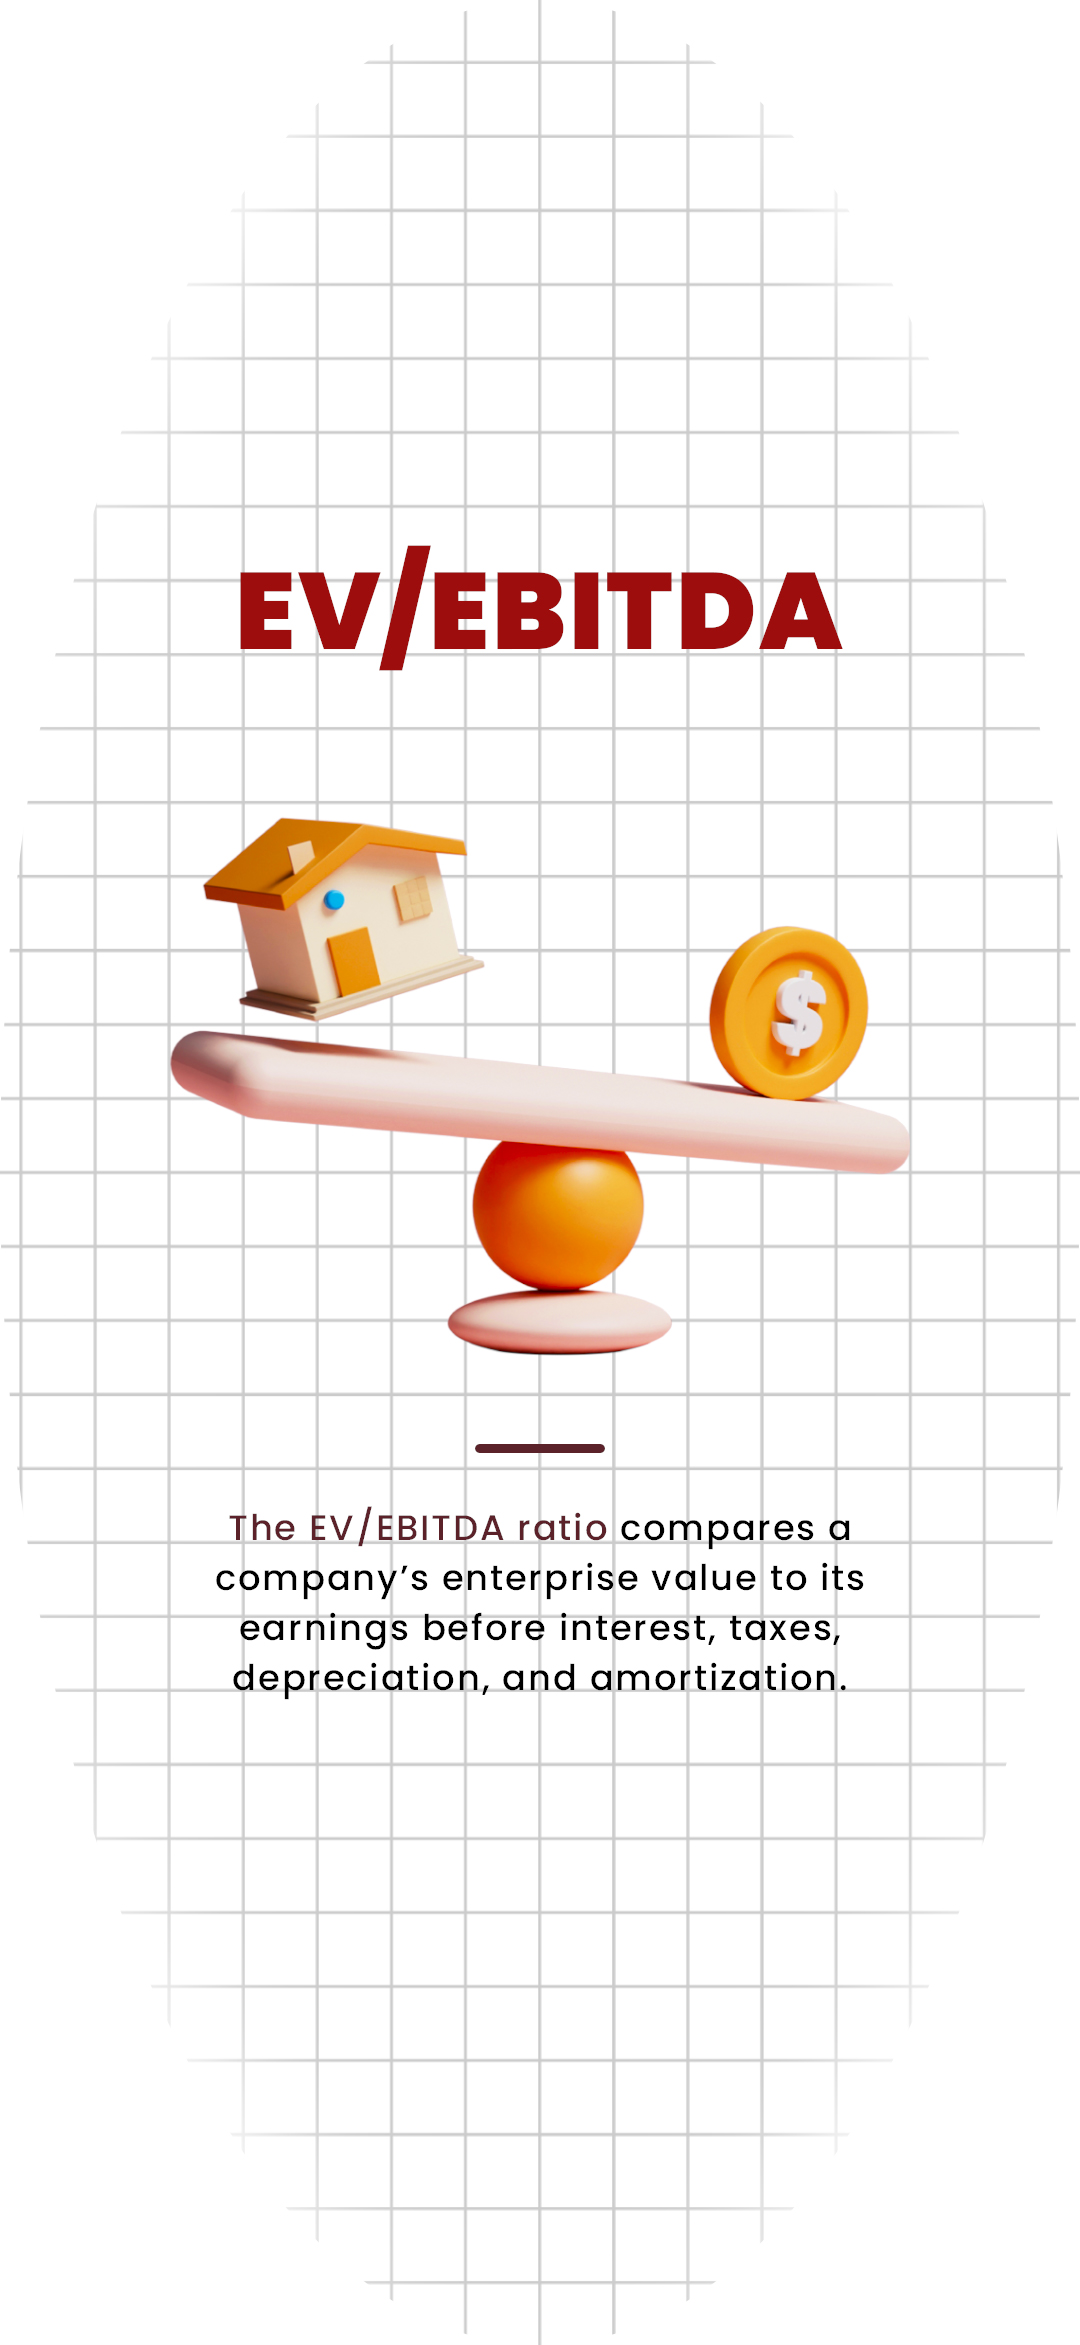 EV/EBITDA
$
The EV/EBITDA ratio compares a
company’s enterprise value to its
earnings before interest, taxes,
depreciation, and amortization.